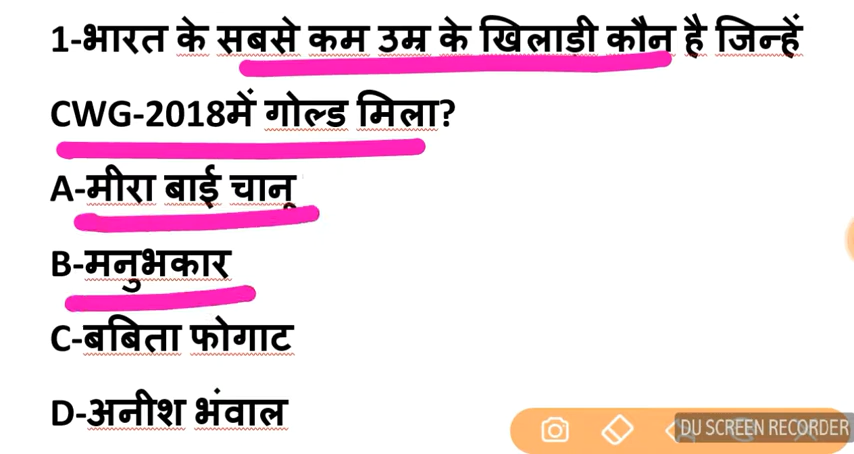 1-भारत के सबसे कम उम्र के खिलाड़ी कौन है जिन्हें
CWG-2018में गोल्ड मिला?
A-मीरा बाई चानू
B-मनुभकार
C-बबिता फोगाट
D-अनीश भंवाल
DU SCREEN RECORDER